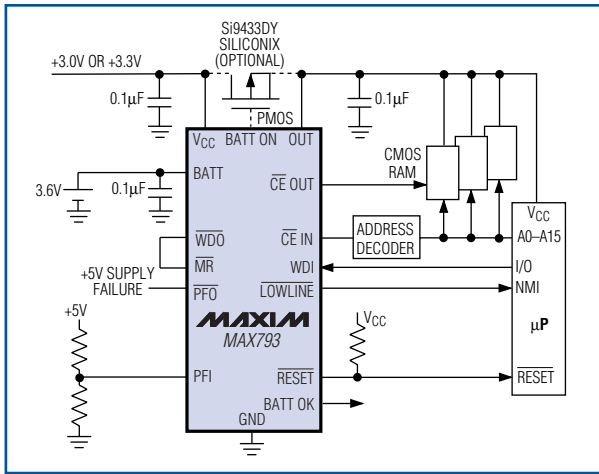 Si9433DY
SILICONIX
(OPTIONAL)
+3.0V OR +3.3V
0.1µF
0.1µF
PMOS
VCC
BATT ON
OUT
CMOS
RAM
BATT
CE OUT
3.6V
0.1µF
VCC
ADDRESS
DECODER
CE IN
A0–A15
WDO
WDI
I/O
MR
+5V SUPPLY
FAILURE
PFO
LOWLINE
NMI
+5V
MAXIM
MAX793
VCC
µP
PFI
RESET
RESET
BATT OK
GND